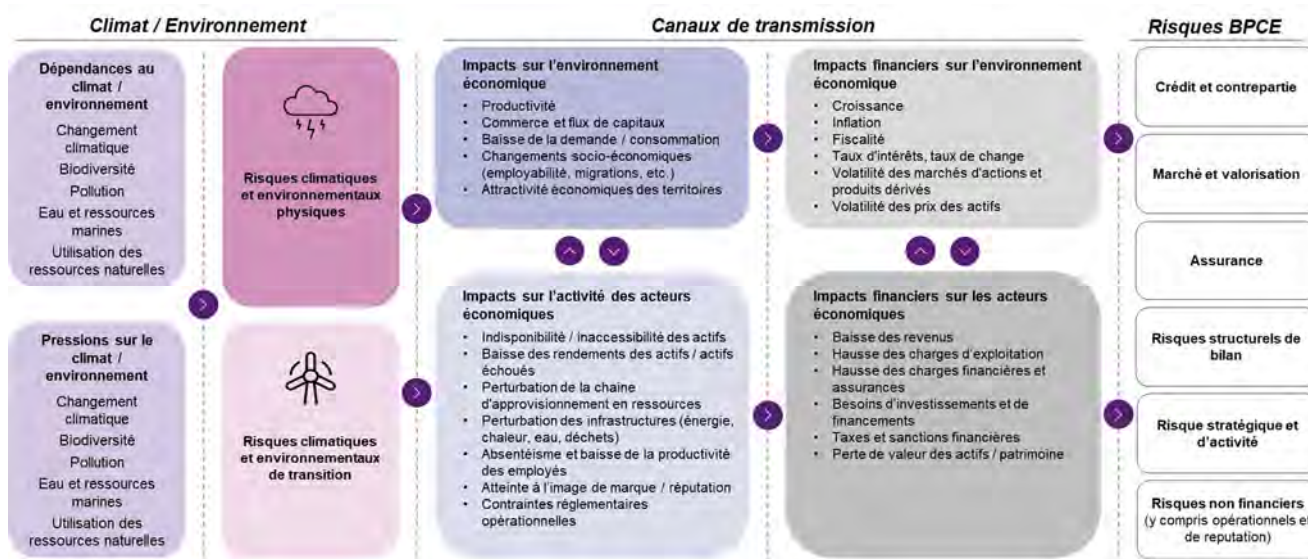 Climat / Environnement
Canaux de transmission
Risques BPCE
Dépendances au
climat /
environnement
Changement
climatique
Biodiversité
Pollution
Eau et ressources
marines
Utilisation des
ressources naturelles
Pressions sur le
climat /
environnement
Changement
climatique
Biodiversité
Pollution
Eau et ressources
marines
Utilisation des
ressources naturelles
Risques climatiques
et environnementaux
physiques
Risques climatiques
et environnementaux
de transition
Impacts sur l'environnement
économique
• Productivité
• Commerce et flux de capitaux
• Baisse de la demande / consommation
• Changements socio-économiques
(employabilité, migrations, etc.)
• Attractivité économiques des territoires
Impacts sur l'activité des acteurs
économiques
• Indisponibilité / inaccessibilité des actifs
• Baisse des rendements des actifs / actifs
échoués
• Perturbation de la chaine
d'approvisionnement en ressources
• Perturbation des infrastructures (énergie,
chaleur, eau, déchets)
• Absentéisme et baisse de la productivité
des employés
• Atteinte à l'image de marque / réputation
• Contraintes réglementaires
opérationnelles
Impacts financiers sur l'environnement
économique
• Croissance
• Inflation
• Fiscalité
• Taux d'intérêts, taux de change
• Volatilité des marchés d'actions et
produits dérivés
• Volatilité des prix des actifs
Impacts financiers sur les acteurs
économiques
• Baisse des revenus
• Hausse des charges d'exploitation
• Hausse des charges financières et
assurances
• Besoins d'investissements et de
financements
• Taxes et sanctions financières
• Perte de valeur des actifs / patrimoine
Crédit et contrepartie
Marché et valorisation
Assurance
Risques structurels de
bilan
Risque stratégique et
d'activité
Risques non financiers
(y compris opérationnels et
de reputation)